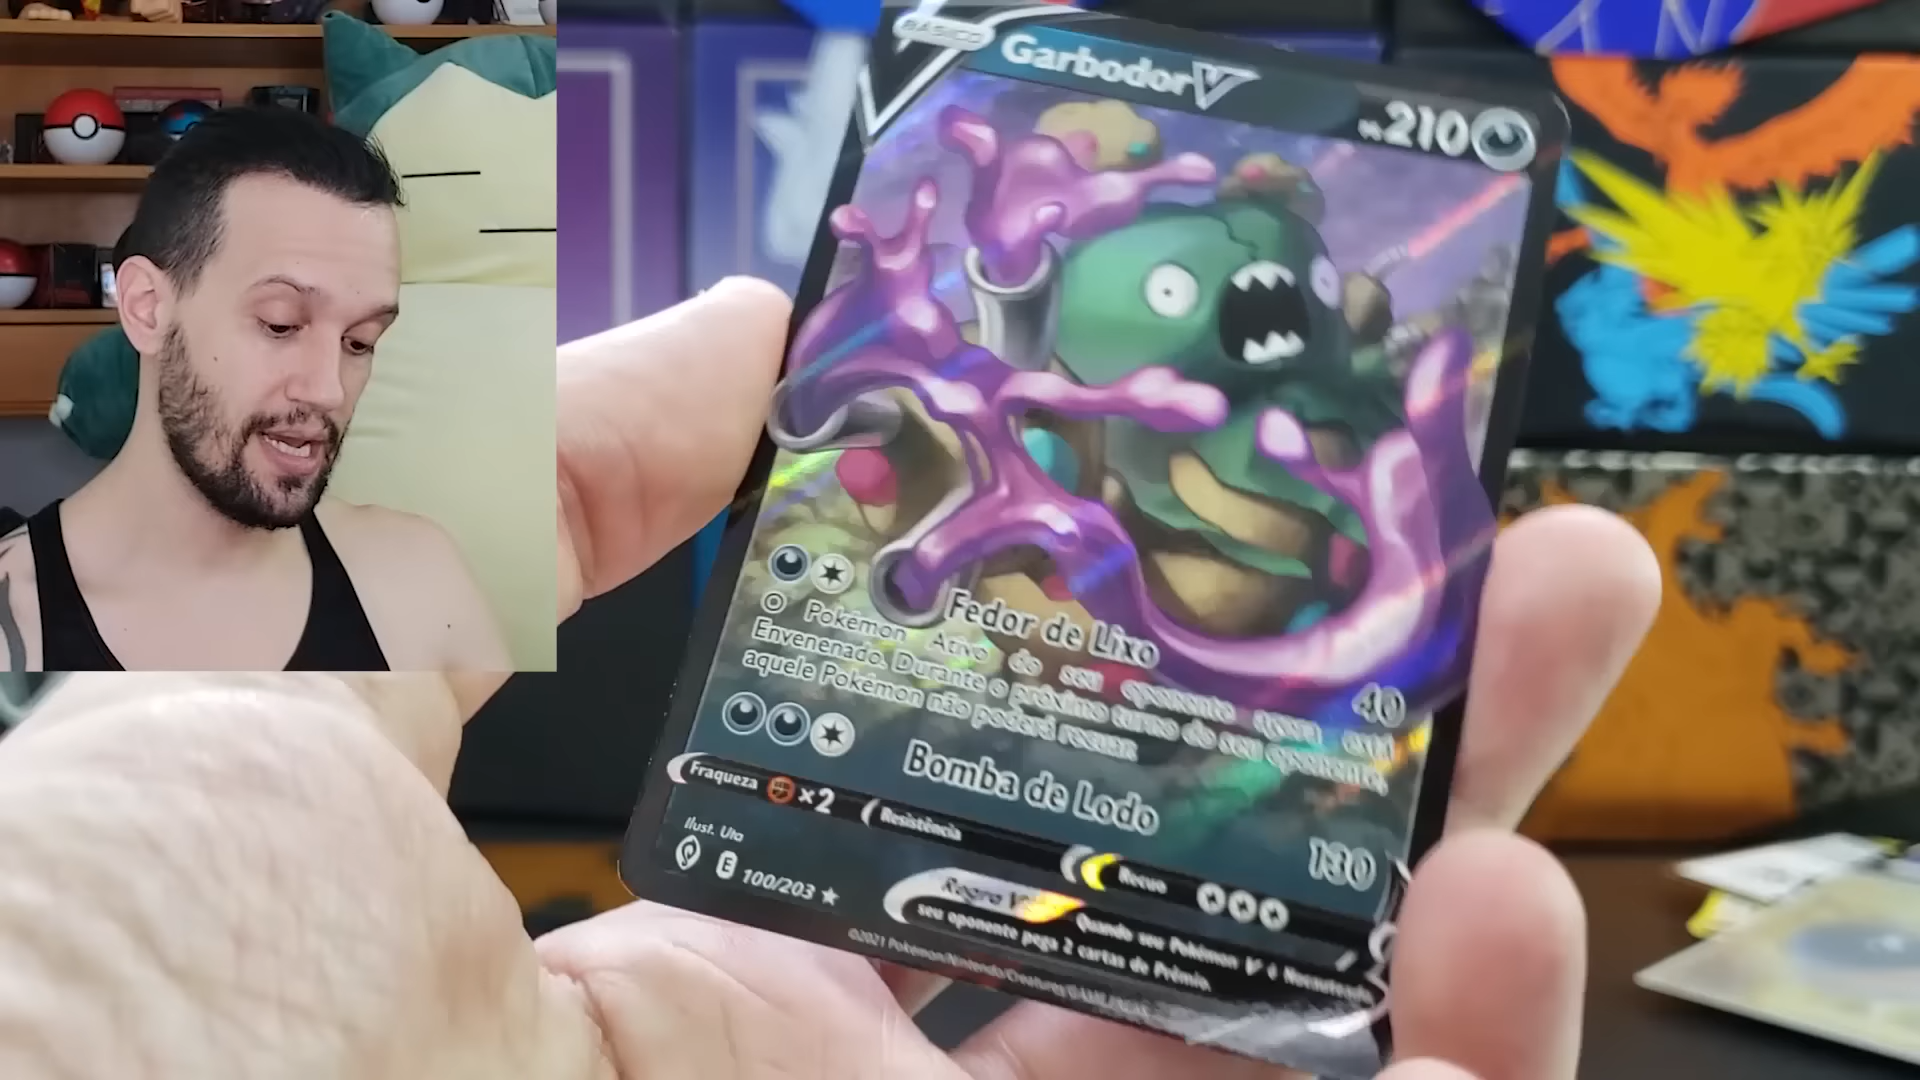 BÁSICO
Garbodor V
PS 210
Fedor de Lixo
40
O Pokémon Ativo do seu oponente agora está
Envenenado. Durante o próximo turno do seu oponente,
aquele Pokémon não poderá recuar.
Bomba de Lodo
130
Fraqueza ×2
Resistência
Recuo
Ilust. Uta
E 100/203 ★
Regra V Quando seu Pokémon V é Nocauteado,
seu oponente pega 2 cartas de Prêmio.
©2021 Pokémon/Nintendo/Creatures/GAME FREAK